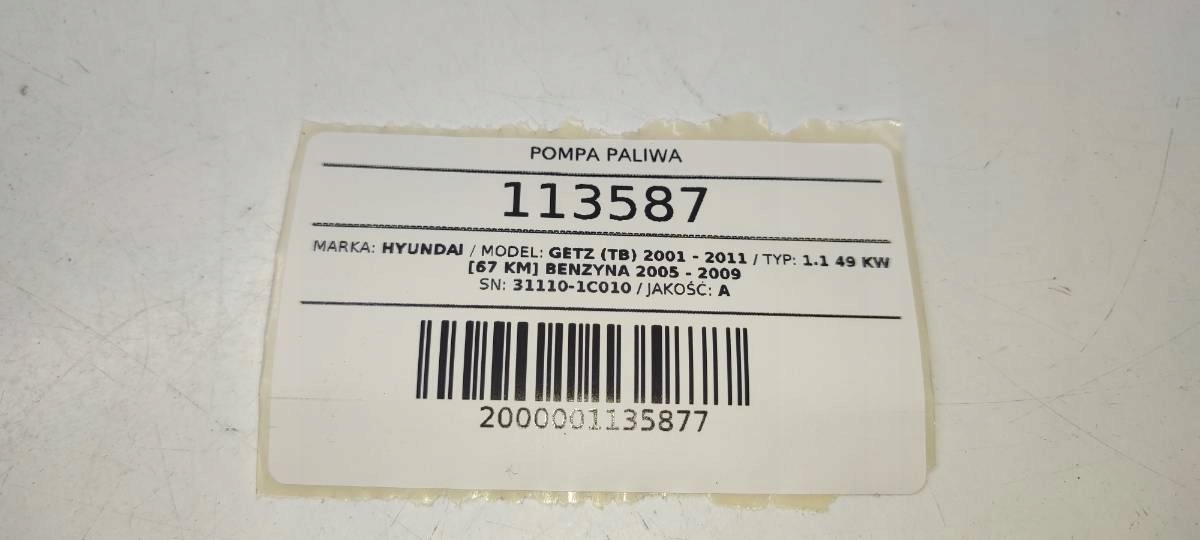 POMPA PALIWA
113587
MARKA: HYUNDAI / MODEL: GETZ (TB) 2001 - 2011 / TYP: 1.1 49 KW
[67 KM] BENZYNA 2005 - 2009
SN: 31110-1C010 / JAKOŚĆ: A
2000001135877